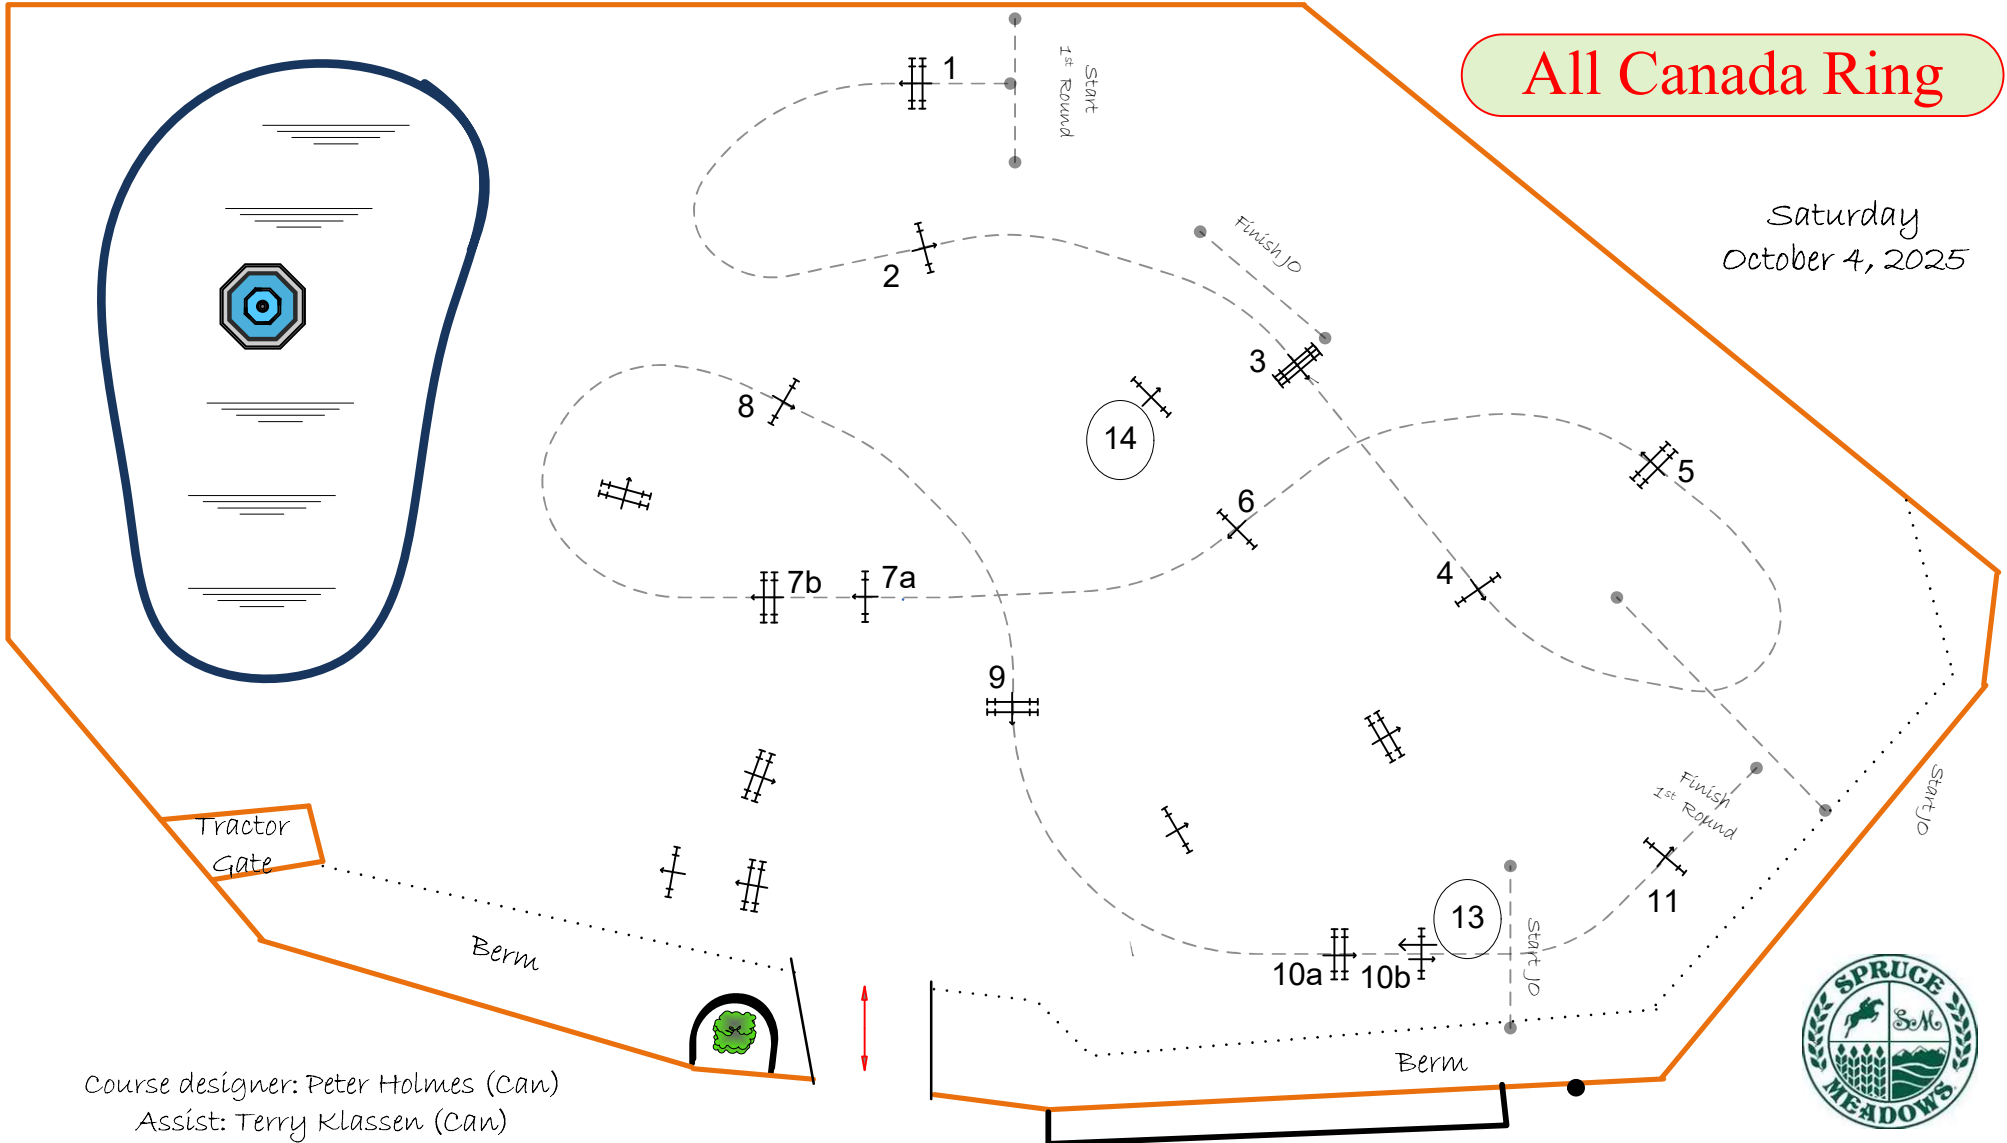 All Canada Ring
Saturday
October 4, 2025
1
Start
1st Round
2
Finish JO
3
8
14
5
6
4
7b
7a
9
Start JO
Finish
1st Round
Tractor
Gate
11
13
10a
10b
Start JO
Berm
Berm
SPRUCE
SM
MEADOWS
Course designer: Peter Holmes (Can)
Assist: Terry Klassen (Can)